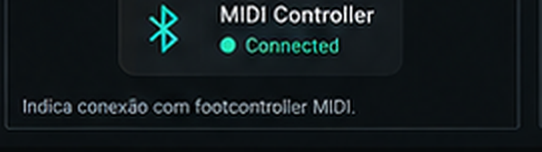 MIDI Controller
Connected
Indica conexão com footcontroller MIDI.